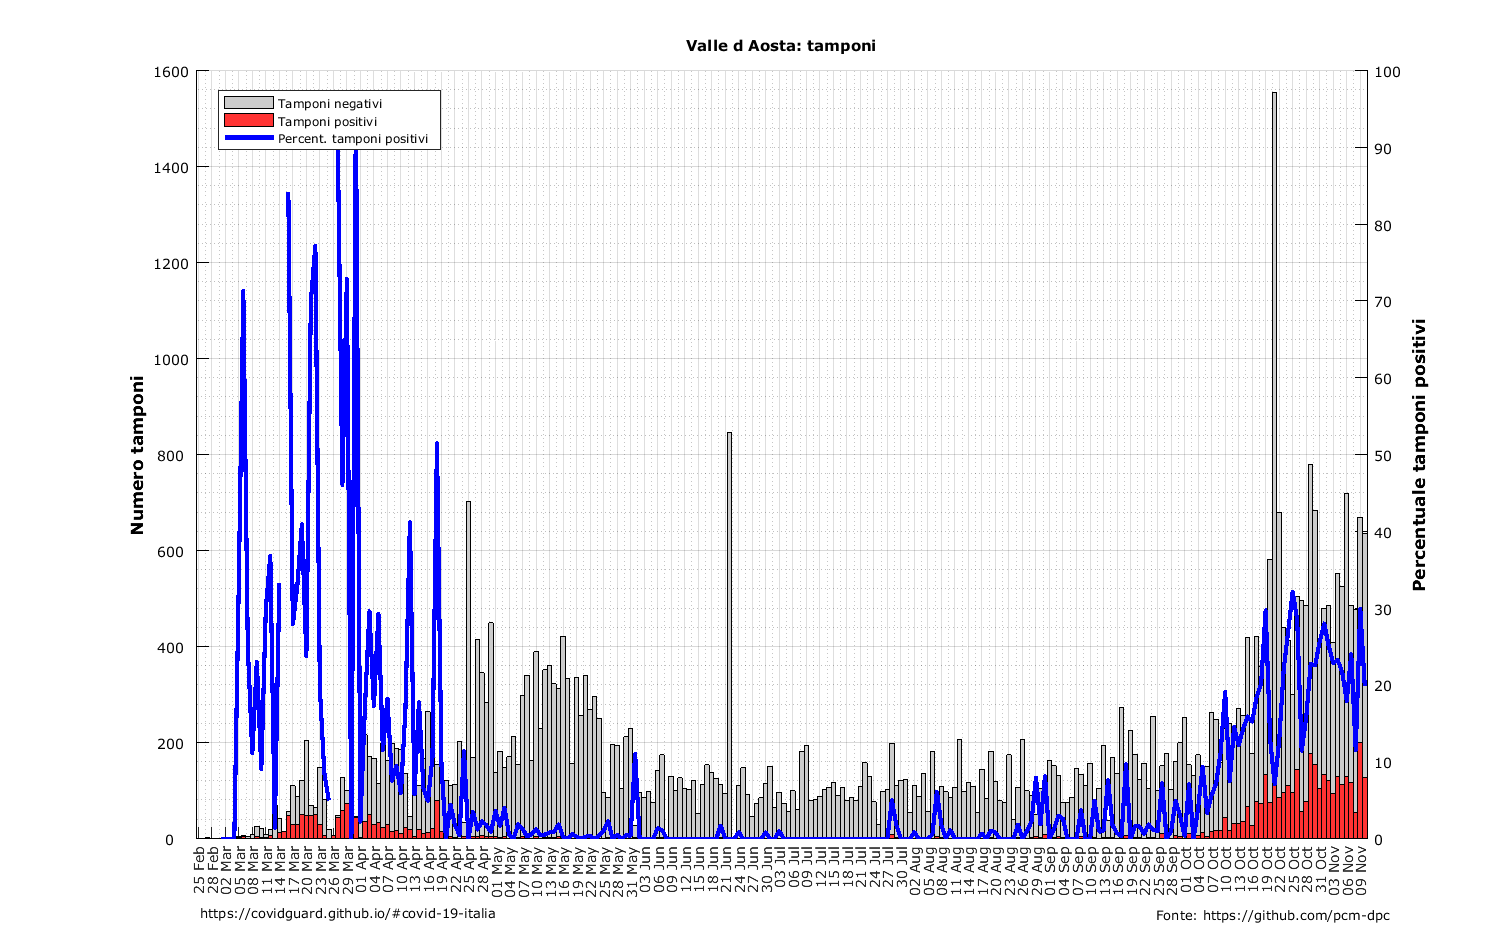 Valle d Aosta: tamponi
Tamponi negativi
Tamponi positivi
Percent. tamponi positivi
Numero tamponi
1600
1400
1200
1000
800
600
400
200
0
Percentuale tamponi positivi
100
90
80
70
60
50
40
30
20
10
0
25 Feb
28 Feb
02 Mar
05 Mar
08 Mar
11 Mar
14 Mar
17 Mar
20 Mar
23 Mar
26 Mar
29 Mar
01 Apr
04 Apr
07 Apr
10 Apr
13 Apr
16 Apr
19 Apr
22 Apr
25 Apr
28 Apr
01 May
04 May
07 May
10 May
13 May
16 May
19 May
22 May
25 May
28 May
31 May
03 Jun
06 Jun
09 Jun
12 Jun
15 Jun
18 Jun
21 Jun
24 Jun
27 Jun
30 Jun
03 Jul
06 Jul
09 Jul
12 Jul
15 Jul
18 Jul
21 Jul
24 Jul
27 Jul
30 Jul
02 Aug
05 Aug
08 Aug
11 Aug
14 Aug
17 Aug
20 Aug
23 Aug
26 Aug
29 Aug
01 Sep
04 Sep
07 Sep
10 Sep
13 Sep
16 Sep
19 Sep
22 Sep
25 Sep
28 Sep
01 Oct
04 Oct
07 Oct
10 Oct
13 Oct
16 Oct
19 Oct
22 Oct
25 Oct
28 Oct
31 Oct
03 Nov
06 Nov
09 Nov
https://covidguard.github.io/#covid-19-italia
Fonte: https://github.com/pcm-dpc